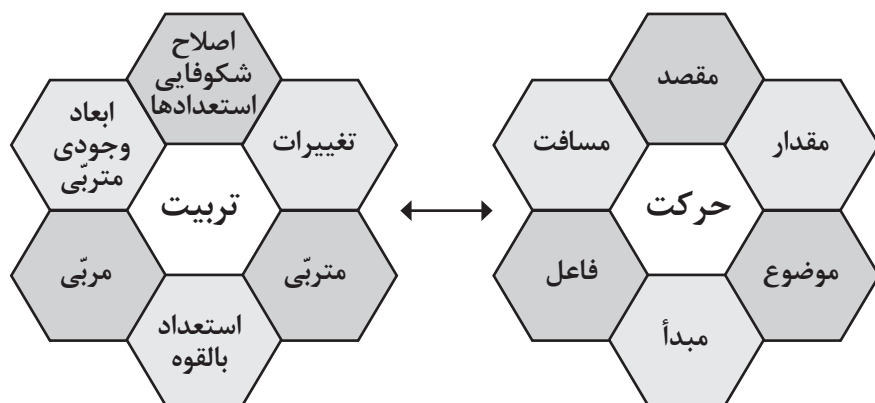 مقصد
مقدار
مسافت
حرکت
موضوع
فاعل
مبدأ
اصلاح
شکوفایی
استعدادها
تغییرات
ابعاد
وجودی
متربّی
تربیت
متربّی
مربّی
استعداد
بالقوه